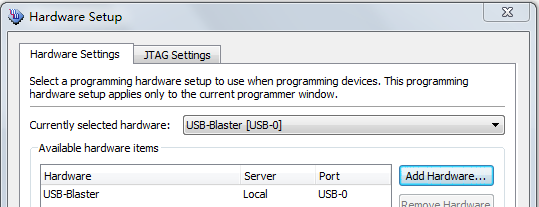 Hardware Setup
Hardware Settings
JTAG Settings
Select a programming hardware setup to use when programming devices. This programming
hardware setup applies only to the current programmer window.
Currently selected hardware:
USB-Blaster [USB-0]
Available hardware items
Hardware Server Port
USB-Blaster Local USB-0
Add Hardware...
Remove Hardware